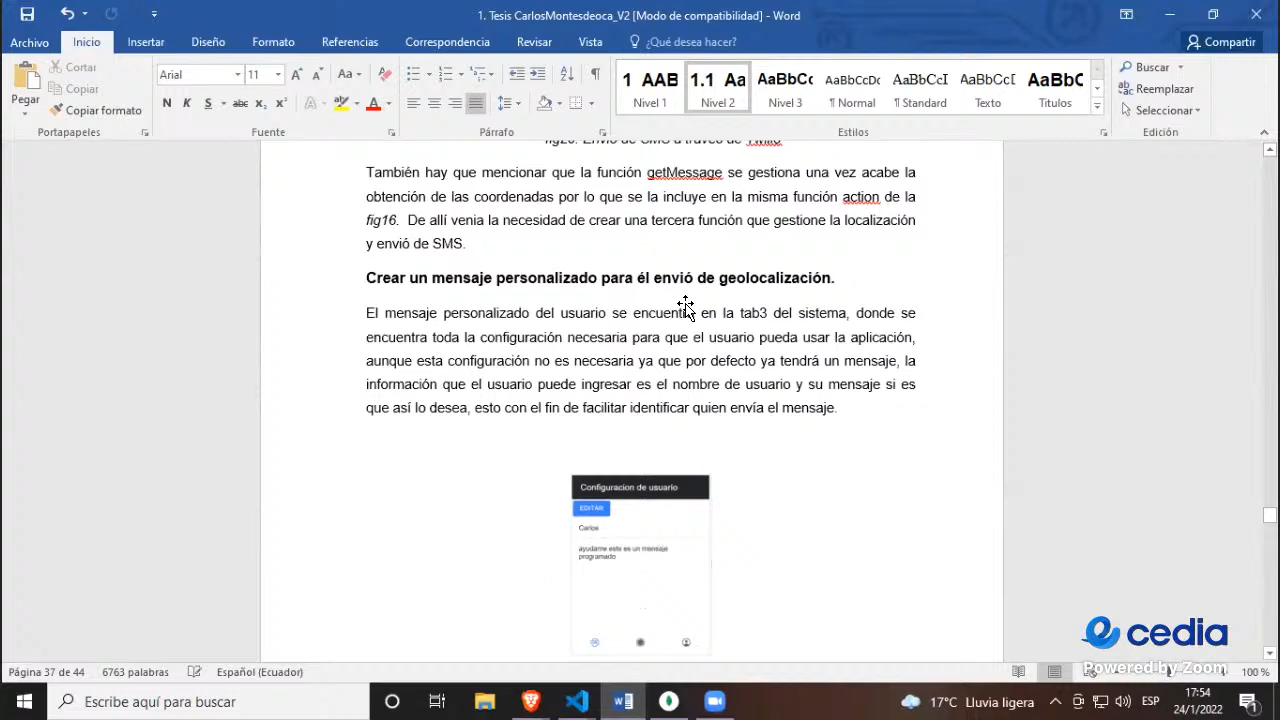 1. Tesis CarlosMontesdeoca_V2 [Modo de compatibilidad] - Word
Archivo Inicio Insertar Diseño Formato Referencias Correspondencia Revisar Vista ¿Qué desea hacer? Compartir
Pegar
Cortar
Copiar
Copiar formato
Portapapeles
Arial 11 Aa
N K S abc x₂ x² A A
Fuente
Párrafo
1 AAB 1.1 Aa AaBbCc AaBbCcDc AaBbCcI AaBbCcD AaBbC
Nivel 1 Nivel 2 Nivel 3 ¶ Normal ¶ Standard Texto Titulos
Estilos
Buscar
Reemplazar
Seleccionar
Edición
También hay que mencionar que la función getMessage se gestiona una vez acabe la
obtención de las coordenadas por lo que se la incluye en la misma función action de la
fig16. De allí venia la necesidad de crear una tercera función que gestione la localización
y envió de SMS.
Crear un mensaje personalizado para él envió de geolocalización.
El mensaje personalizado del usuario se encuentra en la tab3 del sistema, donde se
encuentra toda la configuración necesaria para que el usuario pueda usar la aplicación,
aunque esta configuración no es necesaria ya que por defecto ya tendrá un mensaje, la
información que el usuario puede ingresar es el nombre de usuario y su mensaje si es
que así lo desea, esto con el fin de facilitar identificar quien envía el mensaje.
Configuracion de usuario
EDITAR
Carlos
ayudame este es un mensaje
programado
cedia
Powered by Zoom
Página 37 de 44 6763 palabras Español (Ecuador) 100 %
Escribe aquí para buscar
17°C Lluvia ligera
ESP
17:54
24/1/2022
1